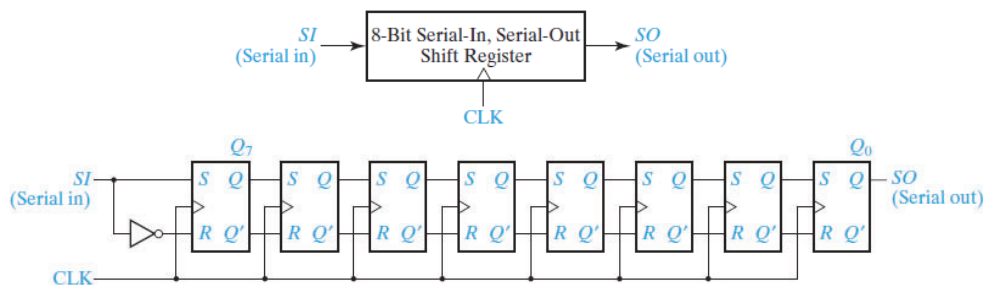 SI
(Serial in)
8-Bit Serial-In, Serial-Out
Shift Register
SO
(Serial out)
CLK
Q7
Q0
SI
(Serial in)
S Q S Q S Q S Q S Q S Q S Q S Q
SO
(Serial out)
R Q' R Q' R Q' R Q' R Q' R Q' R Q' R Q'
CLK